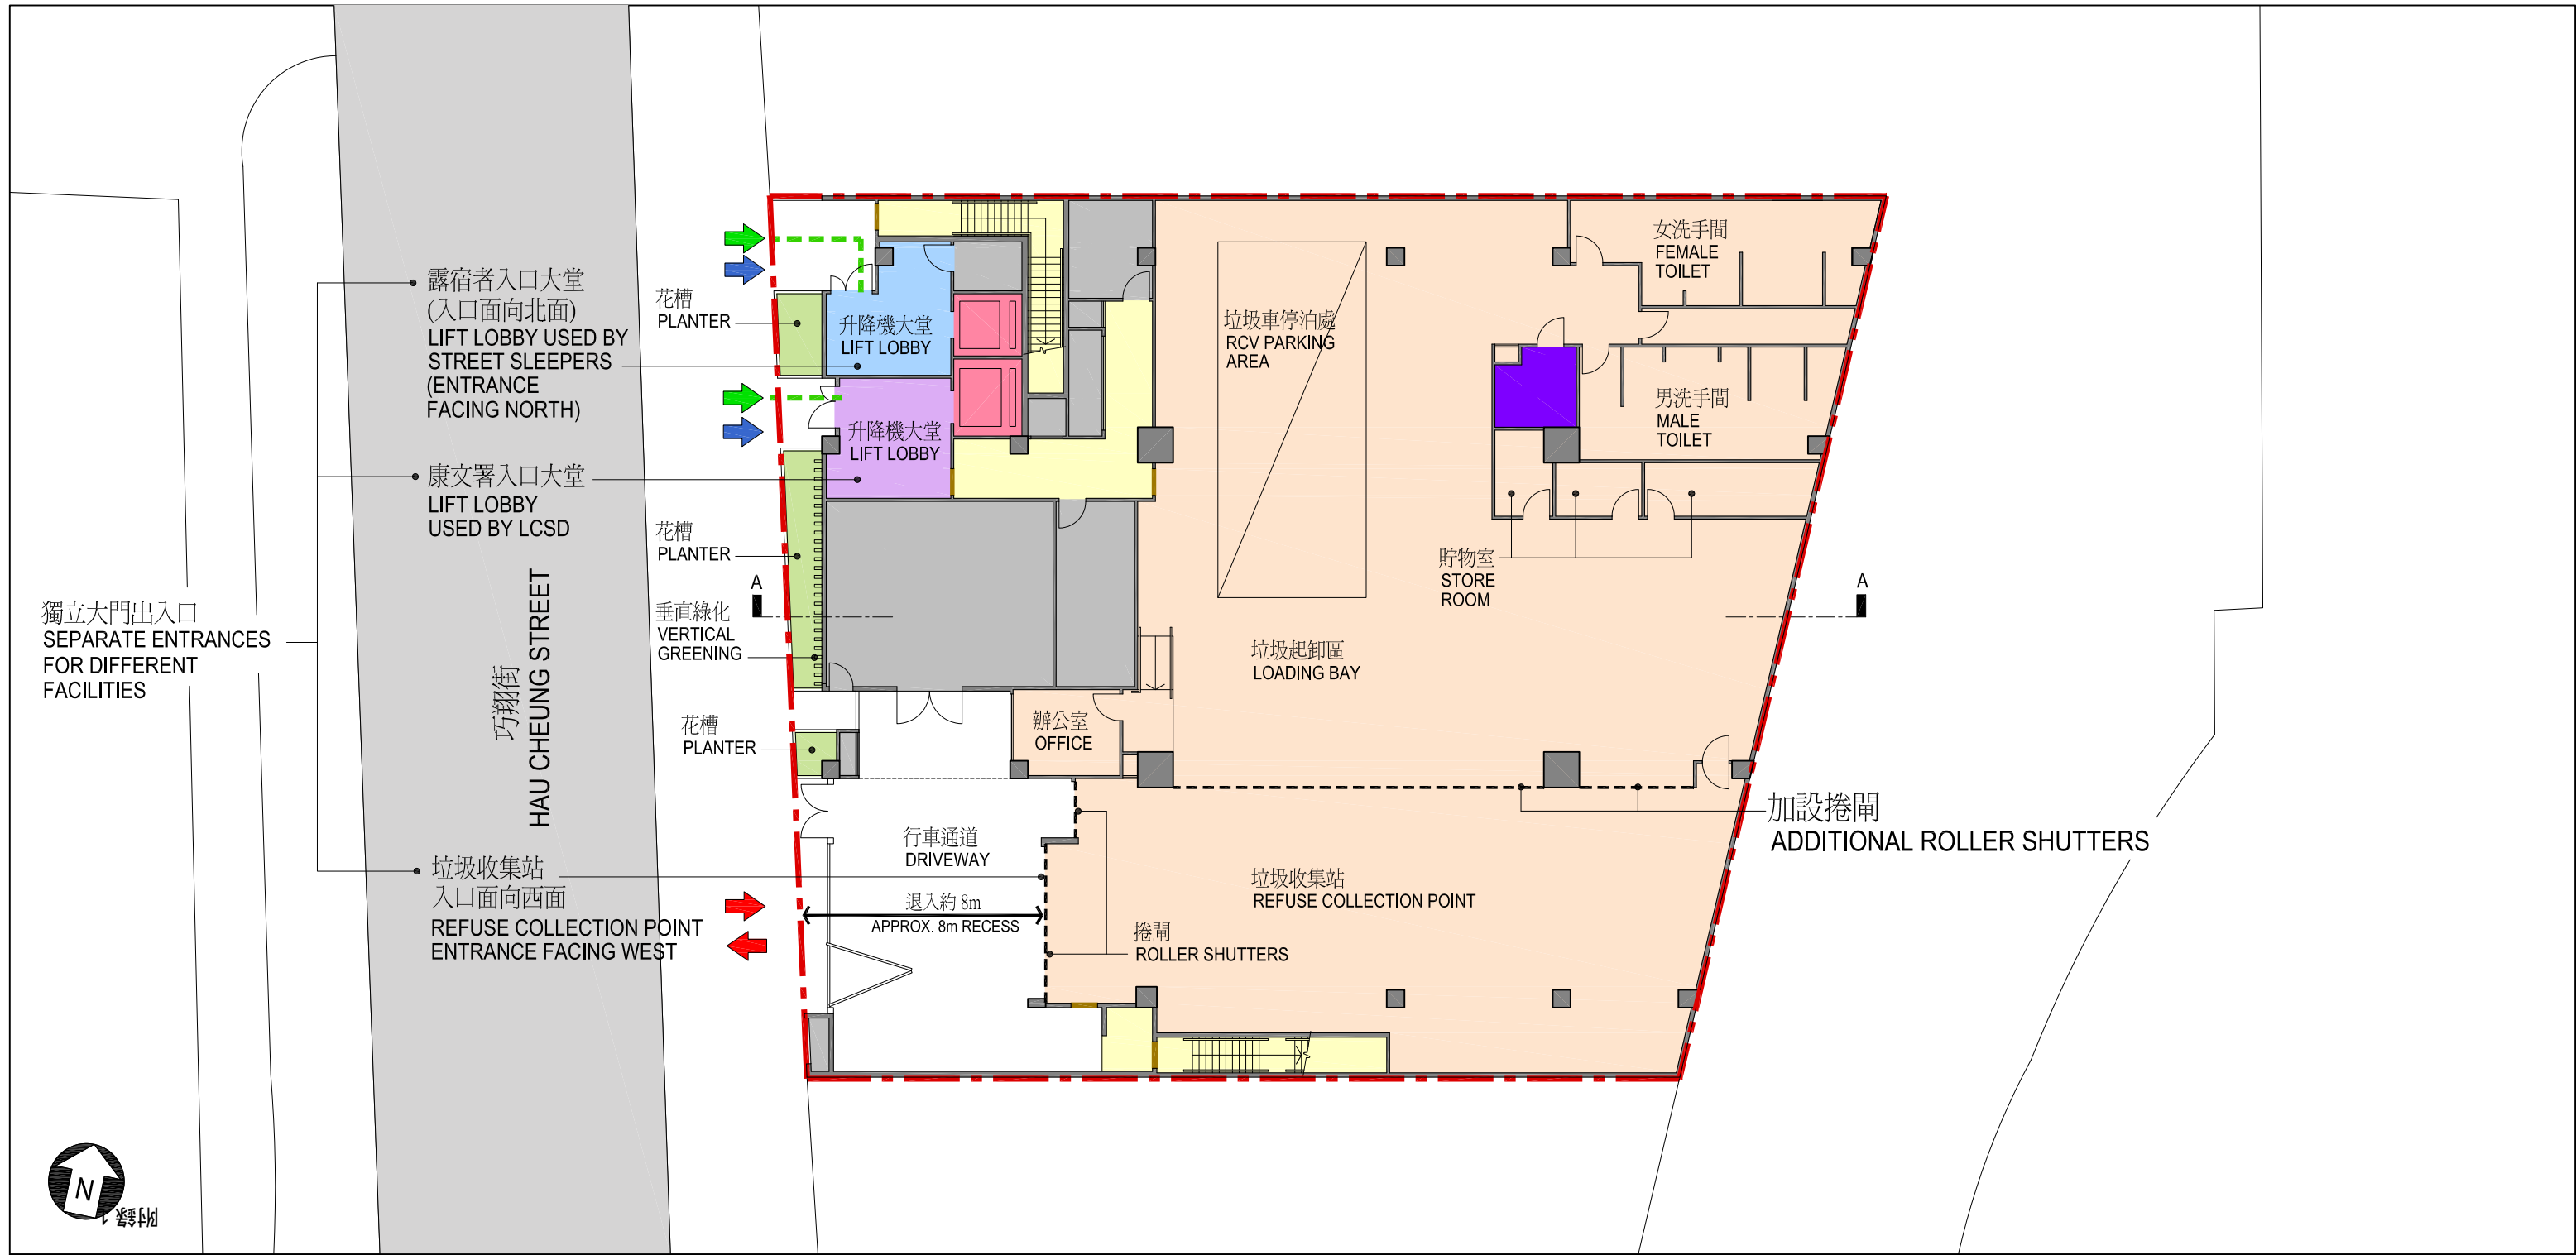 露宿者入口大堂
(入口面向北面)
LIFT LOBBY USED BY
STREET SLEEPERS
(ENTRANCE
FACING NORTH)
康文署入口大堂
LIFT LOBBY
USED BY LCSD
獨立大門出入口
SEPARATE ENTRANCES
FOR DIFFERENT
FACILITIES
巧翔街
HAU CHEUNG STREET
垃圾收集站
入口面向西面
REFUSE COLLECTION POINT
ENTRANCE FACING WEST
花槽
PLANTER
花槽
PLANTER
A
垂直綠化
VERTICAL
GREENING
花槽
PLANTER
升降機大堂
LIFT LOBBY
升降機大堂
LIFT LOBBY
辦公室
OFFICE
行車通道
DRIVEWAY
退入約 8m
APPROX. 8m RECESS
捲閘
ROLLER SHUTTERS
垃圾車停泊處
RCV PARKING
AREA
垃圾起卸區
LOADING BAY
垃圾收集站
REFUSE COLLECTION POINT
女洗手間
FEMALE
TOILET
男洗手間
MALE
TOILET
貯物室
STORE
ROOM
A
加設捲閘
ADDITIONAL ROLLER SHUTTERS
N
附錄 1